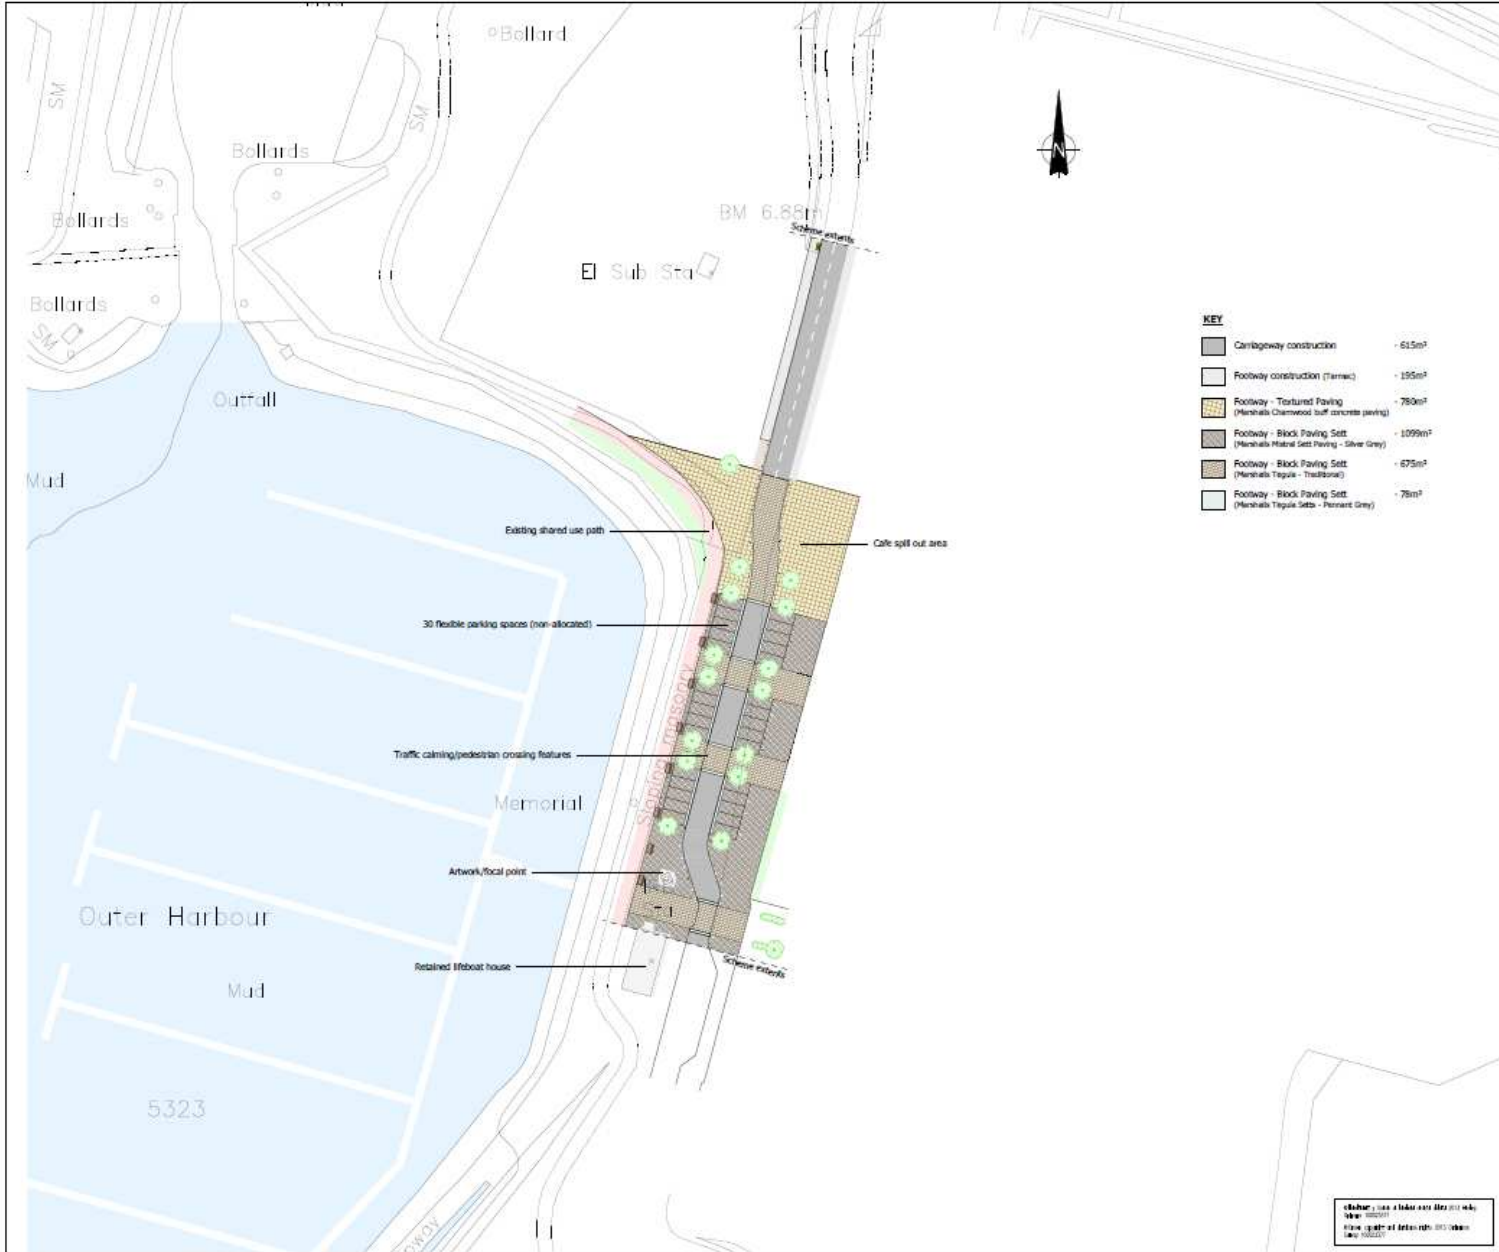 Bollard
SM
SM
Bollards
Bollards
BM 6.88m
Scheme extents
N
El Sub Sta
Bollards
SM
KEY
Carriageway construction - 615m²
Footway construction (Tarmac) - 195m²
Footway - Textured Paving - 780m²
(Marshalls Charnwood buff concrete paving)
Footway - Block Paving Sett - 1099m²
(Marshalls Mistral Sett Paving - Silver Grey)
Footway - Block Paving Sett - 675m²
(Marshalls Tegula - Traditional)
Footway - Block Paving Sett - 78m²
(Marshalls Tegula Setts - Pennant Grey)
Outfall
Mud
Existing shared use path
Cafe spill out area
30 flexible parking spaces (non-allocated)
Sloping masonry
Traffic calming/pedestrian crossing features
Memorial
Artwork/focal point
Outer Harbour
Retained lifeboat house
Scheme extents
Mud
5323